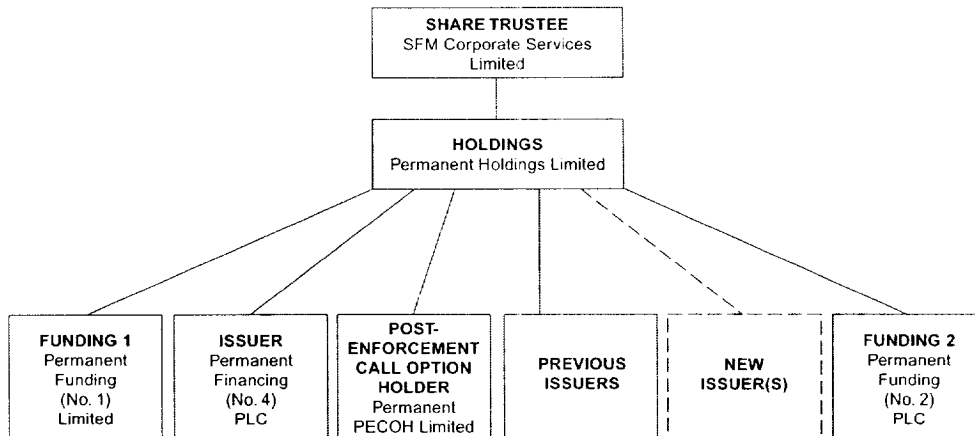 SHARE TRUSTEE
SFM Corporate Services
Limited
HOLDINGS
Permanent Holdings Limited
FUNDING 1
Permanent
Funding
(No. 1)
Limited
ISSUER
Permanent
Financing
(No. 4)
PLC
POST-
ENFORCEMENT
CALL OPTION
HOLDER
Permanent
PECOH Limited
PREVIOUS
ISSUERS
NEW
ISSUER(S)
FUNDING 2
Permanent
Funding
(No. 2)
PLC